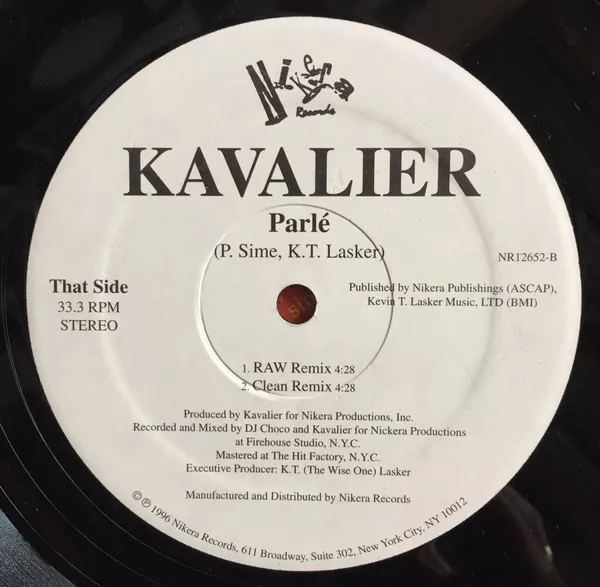 Nikera
Records
KAVALIER
Parlé
(P. Sime, K.T. Lasker)
NR12652-B
That Side
33.3 RPM
STEREO
Published by Nikera Publishings (ASCAP),
Kevin T. Lasker Music, LTD (BMI)
1. RAW Remix 4:28
2. Clean Remix 4:28
Produced by Kavalier for Nikera Productions, Inc.
Recorded and Mixed by DJ Choco and Kavalier for Nickera Productions
at Firehouse Studio, N.Y.C.
Mastered at The Hit Factory, N.Y.C.
Executive Producer: K.T. (The Wise One) Lasker
Manufactured and Distributed by Nikera Records
© ℗ 1996 Nikera Records, 611 Broadway, Suite 302, New York City, NY 10012